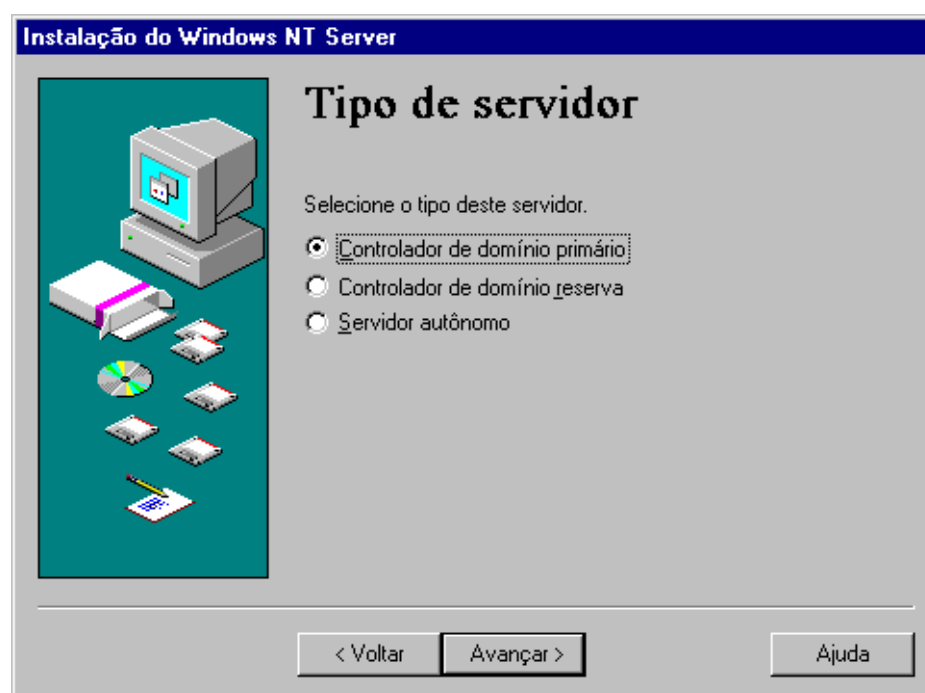 Instalação do Windows NT Server
Tipo de servidor
Selecione o tipo deste servidor.
Controlador de domínio primário
Controlador de domínio reserva
Servidor autônomo
< Voltar
Avançar >
Ajuda